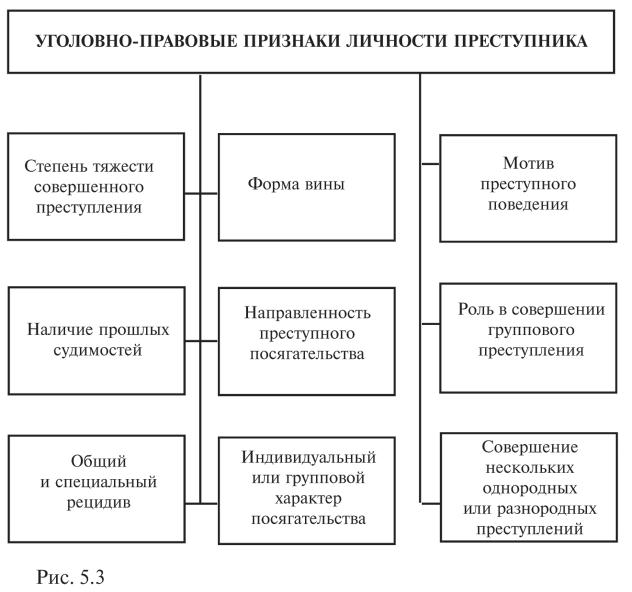 УГОЛОВНО-ПРАВОВЫЕ ПРИЗНАКИ ЛИЧНОСТИ ПРЕСТУПНИКА
Степень тяжести
совершенного
преступления
Форма вины
Мотив
преступного
поведения
Наличие прошлых
судимостей
Направленность
преступного
посягательства
Роль в совершении
группового
преступления
Общий
и специальный
рецидив
Индивидуальный
или групповой
характер
посягательства
Совершение
нескольких
однородных
или разнородных
преступлений
Рис. 5.3